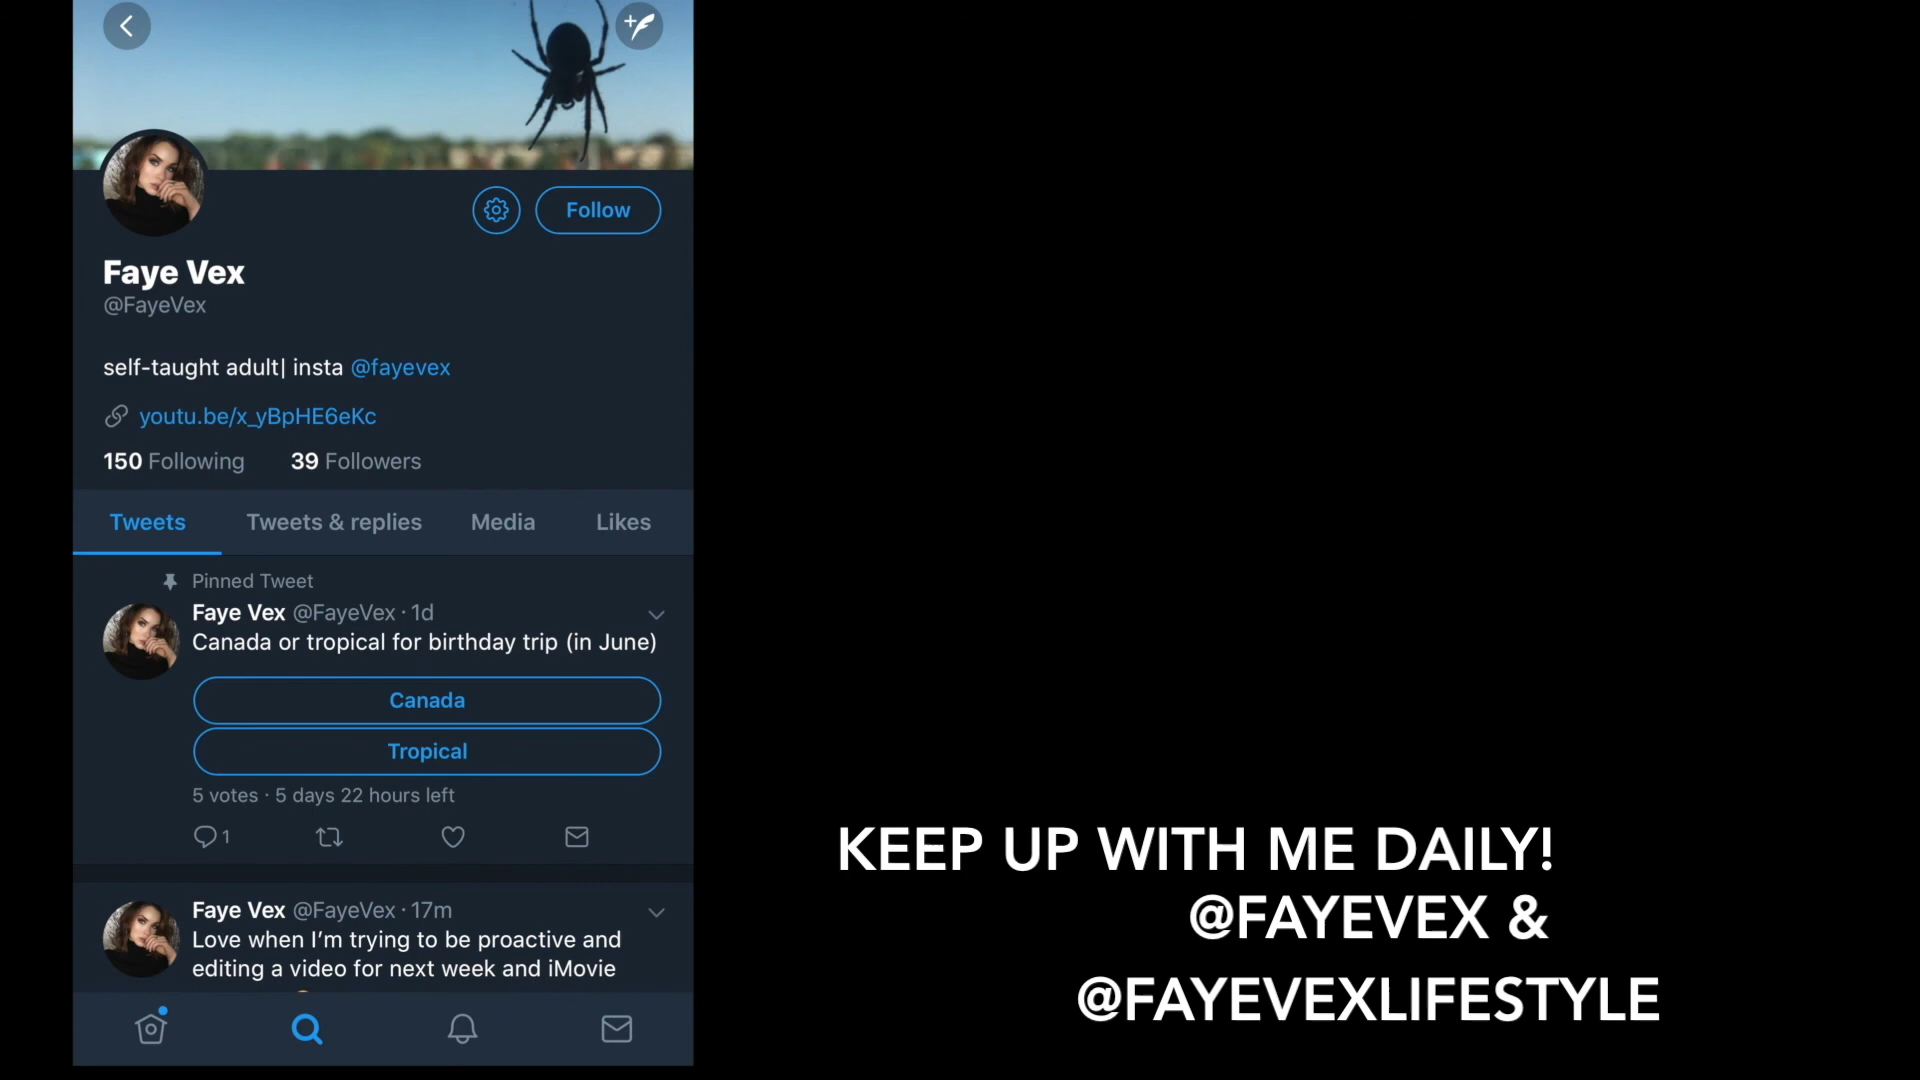 Follow
Faye Vex
@FayeVex
self-taught adult| insta @fayevex
youtu.be/x_yBpHE6eKc
150 Following 39 Followers
Tweets Tweets & replies Media Likes
Pinned Tweet
Faye Vex @FayeVex · 1d
Canada or tropical for birthday trip (in June)
Canada
Tropical
5 votes · 5 days 22 hours left
1
Faye Vex @FayeVex · 17m
Love when I’m trying to be proactive and
editing a video for next week and iMovie
KEEP UP WITH ME DAILY!
@FAYEVEX &
@FAYEVEXLIFESTYLE